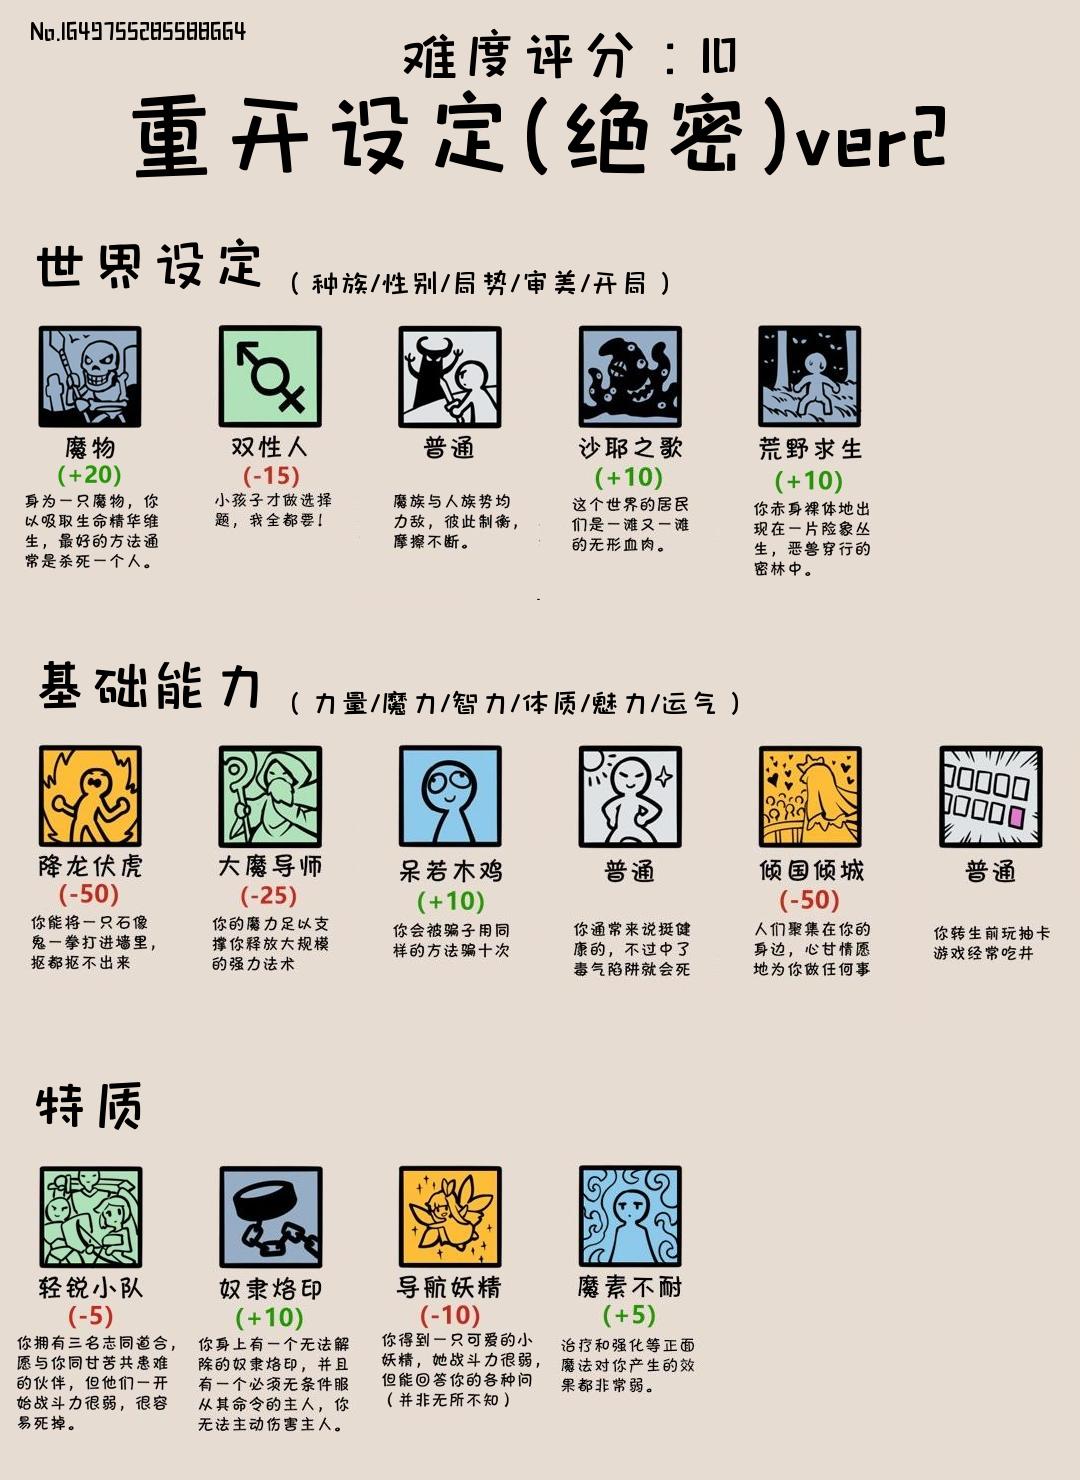 No.1649755285588664
难度评分：10
重开设定(绝密)ver2
世界设定（种族/性别/局势/审美/开局）
魔物
(+20)
身为一只魔物，你
以吸取生命精华维
生，最好的方法通
常是杀死一个人。
双性人
(-15)
小孩子才做选择
题，我全都要！
普通
魔族与人族势均
力敌，彼此制衡，
摩擦不断。
沙耶之歌
(+10)
这个世界的居民
们是一滩又一滩
的无形血肉。
荒野求生
(+10)
你赤身裸体地出
现在一片险象丛
生，恶兽穿行的
密林中。
基础能力（力量/魔力/智力/体质/魅力/运气）
降龙伏虎
(-50)
你能将一只石像
鬼一拳打进墙里，
抠都抠不出来
大魔导师
(-25)
你的魔力足以支
撑你释放大规模
的强力法术
呆若木鸡
(+10)
你会被骗子用同
样的方法骗十次
普通
你通常来说挺健
康的，不过中了
毒气陷阱就会死
倾国倾城
(-50)
人们聚集在你的
身边，心甘情愿
地为你做任何事
普通
你转生前玩抽卡
游戏经常吃井
特质
轻锐小队
(-5)
你拥有三名志同道合，
愿与你同甘苦共患难
的伙伴，但他们一开
始战斗力很弱，很容
易死掉。
奴隶烙印
(+10)
你身上有一个无法解
除的奴隶烙印，并且
有一个必须无条件服
从其命令的主人，你
无法主动伤害主人。
导航妖精
(-10)
你得到一只可爱的小
妖精，她战斗力很弱，
但能回答你的各种问
（并非无所不知）
魔素不耐
(+5)
治疗和强化等正面
魔法对你产生的效
果都非常弱。